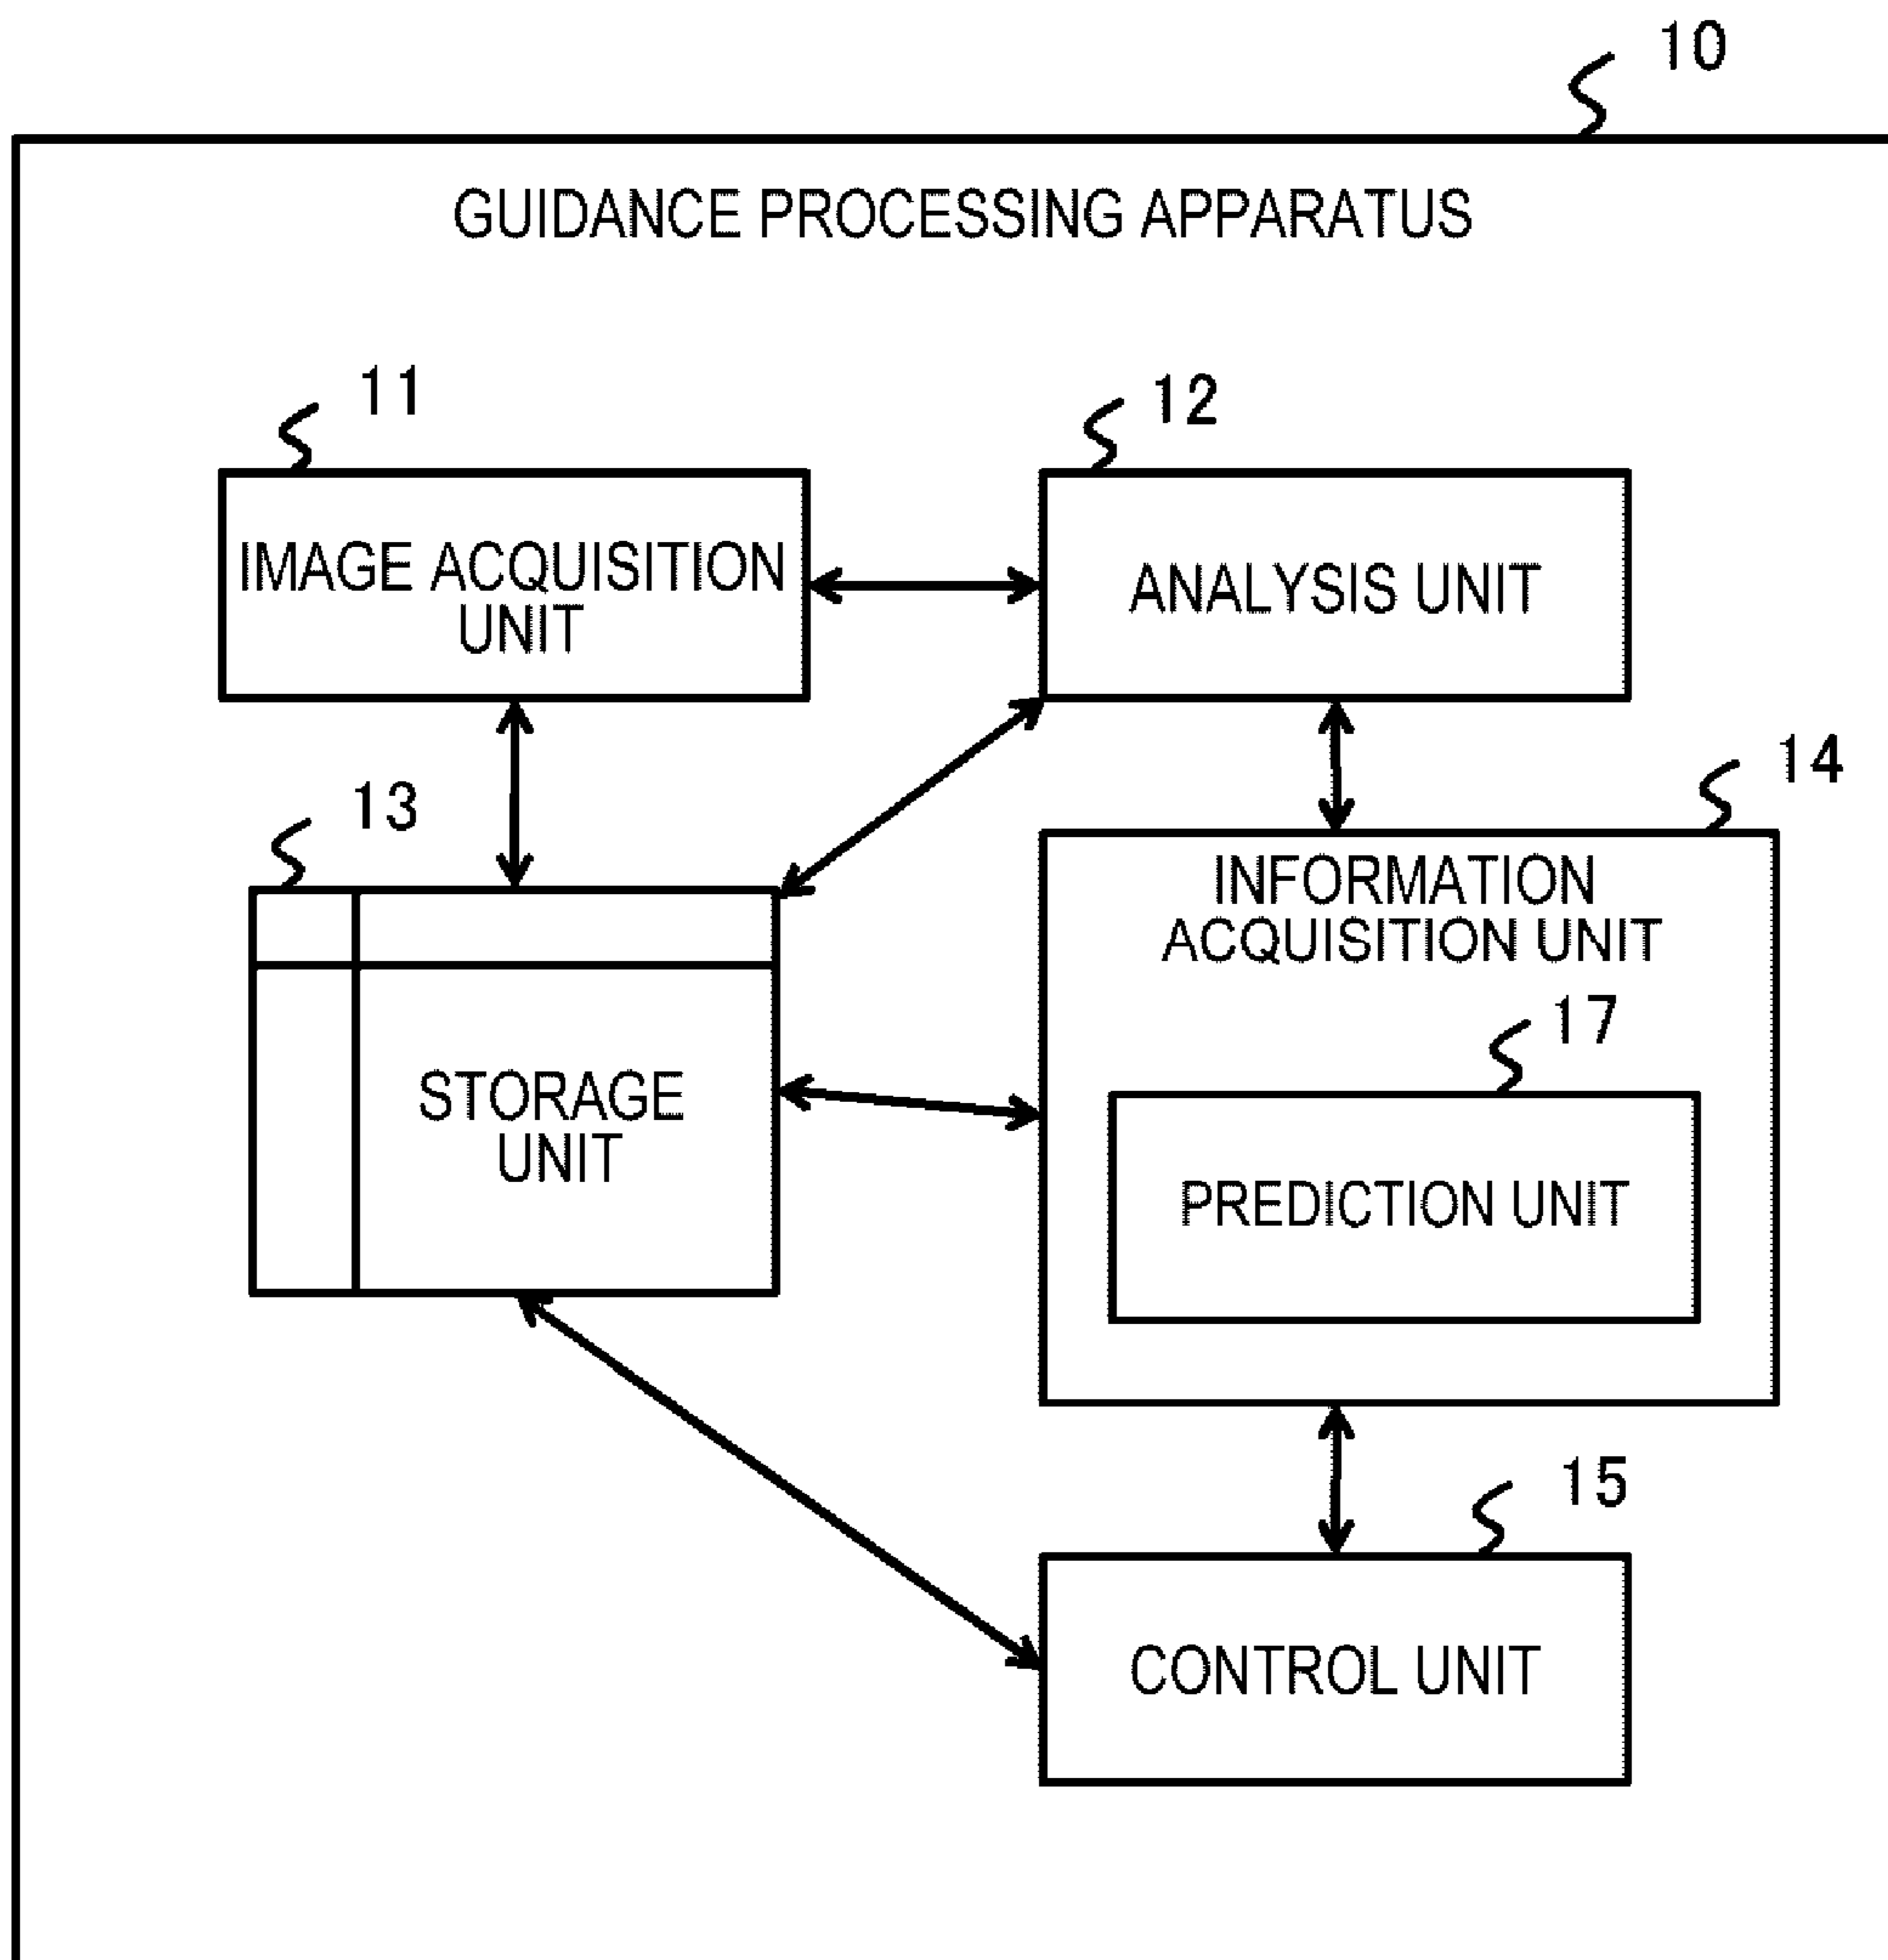 10
GUIDANCE PROCESSING APPARATUS
11
12
IMAGE ACQUISITION
UNIT
ANALYSIS UNIT
13
14
INFORMATION
ACQUISITION UNIT
17
STORAGE
UNIT
PREDICTION UNIT
15
CONTROL UNIT